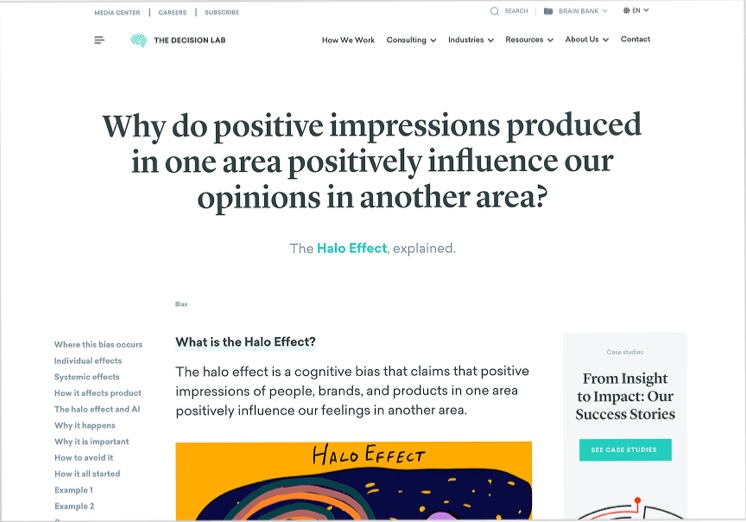 MEDIA CENTER | CAREERS | SUBSCRIBE
SEARCH | BRAIN BANK EN
THE DECISION LAB
How We Work Consulting Industries Resources About Us Contact
Why do positive impressions produced
in one area positively influence our
opinions in another area?
The Halo Effect, explained.
Bias
Where this bias occurs
Individual effects
Systemic effects
How it affects product
The halo effect and AI
Why it happens
Why it is important
How to avoid it
How it all started
Example 1
Example 2
What is the Halo Effect?
The halo effect is a cognitive bias that claims that positive
impressions of people, brands, and products in one area
positively influence our feelings in another area.
HALO EFFECT
Case studies
From Insight
to Impact: Our
Success Stories
SEE CASE STUDIES